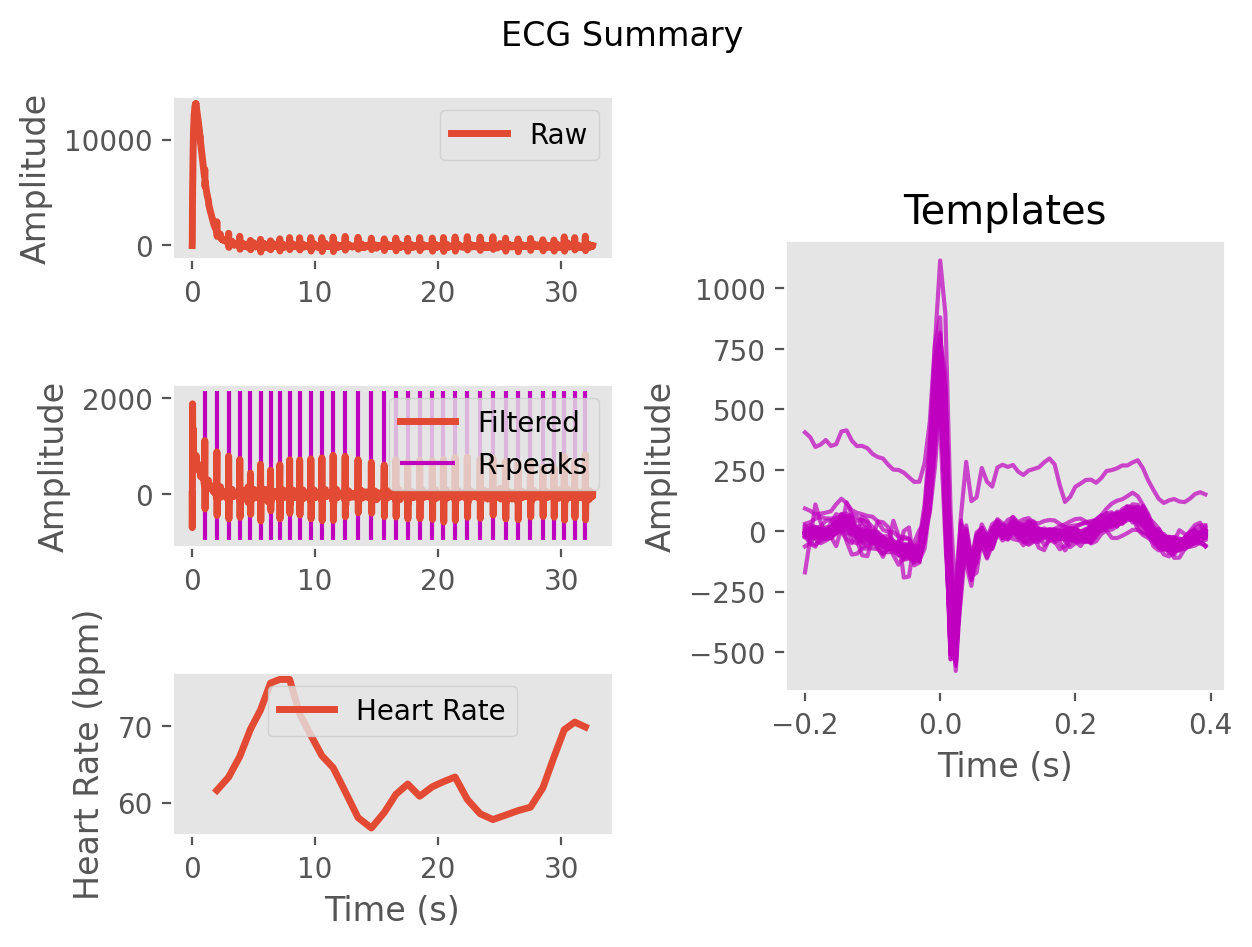 ECG Summary
Amplitude
10000
0
Raw
0 10 20 30
Amplitude
2000
0
Filtered
R-peaks
0 10 20 30
Heart Rate (bpm)
70
60
Heart Rate
0 10 20 30
Time (s)
Templates
Amplitude
1000
750
500
250
0
−250
−500
−0.2 0.0 0.2 0.4
Time (s)